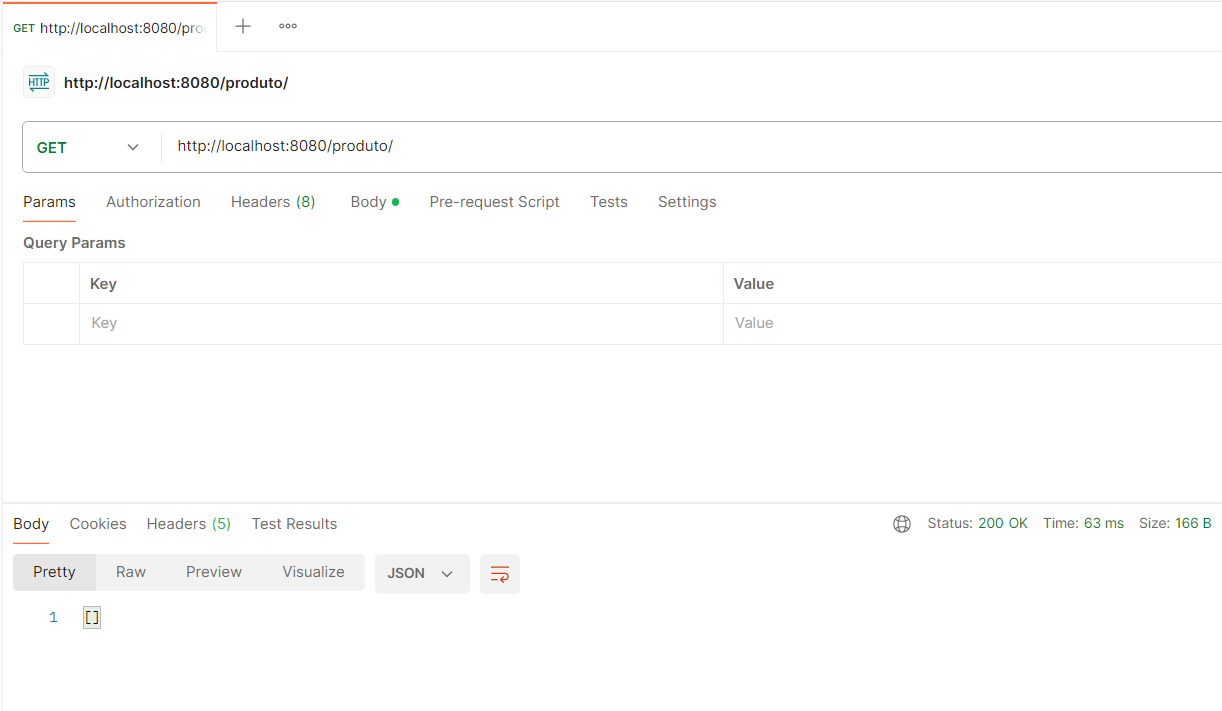 GET http://localhost:8080/pro
HTTP http://localhost:8080/produto/
GET http://localhost:8080/produto/
Params Authorization Headers (8) Body Pre-request Script Tests Settings
Query Params
Key Value
Key Value
Body Cookies Headers (5) Test Results Status: 200 OK Time: 63 ms Size: 166 B
Pretty Raw Preview Visualize JSON
1 []